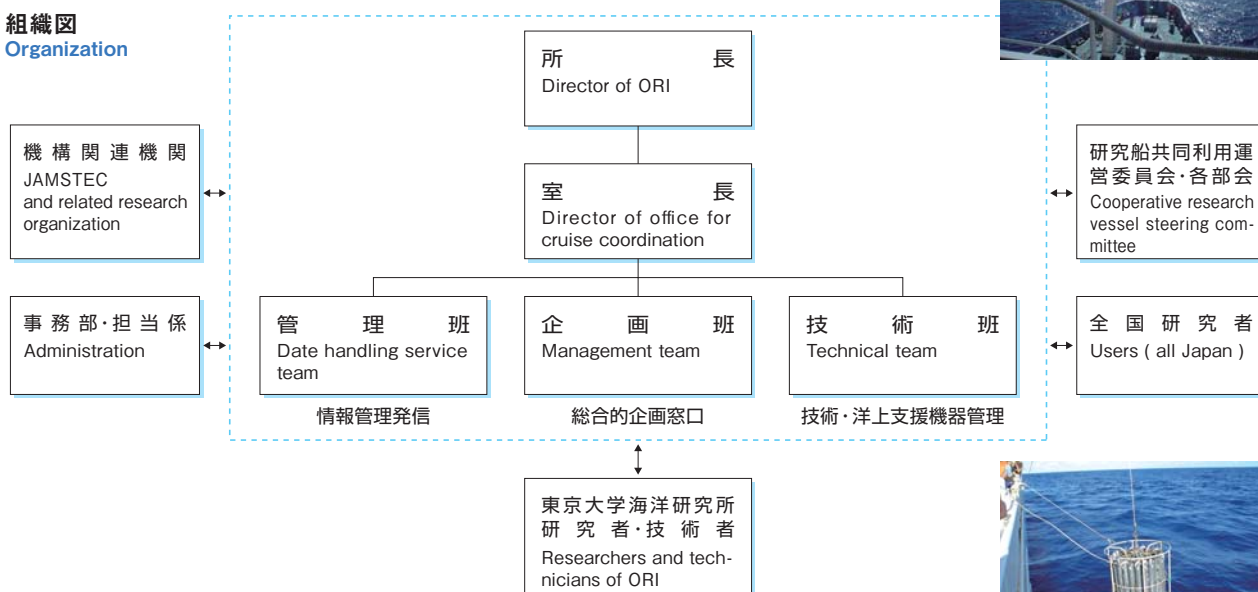 組織図
Organization
所長
Director of ORI
機構関連機関
JAMSTEC
and related research
organization
室長
Director of office for
cruise coordination
研究船共同利用運
営委員会・各部会
Cooperative research
vessel steering com-
mittee
事務部・担当係
Administration
管理班
Date handling service
team
情報管理発信
企画班
Management team
総合的企画窓口
技術班
Technical team
技術・洋上支援機器管理
全国研究者
Users ( all Japan )
東京大学海洋研究所
研究者・技術者
Researchers and tech-
nicians of ORI